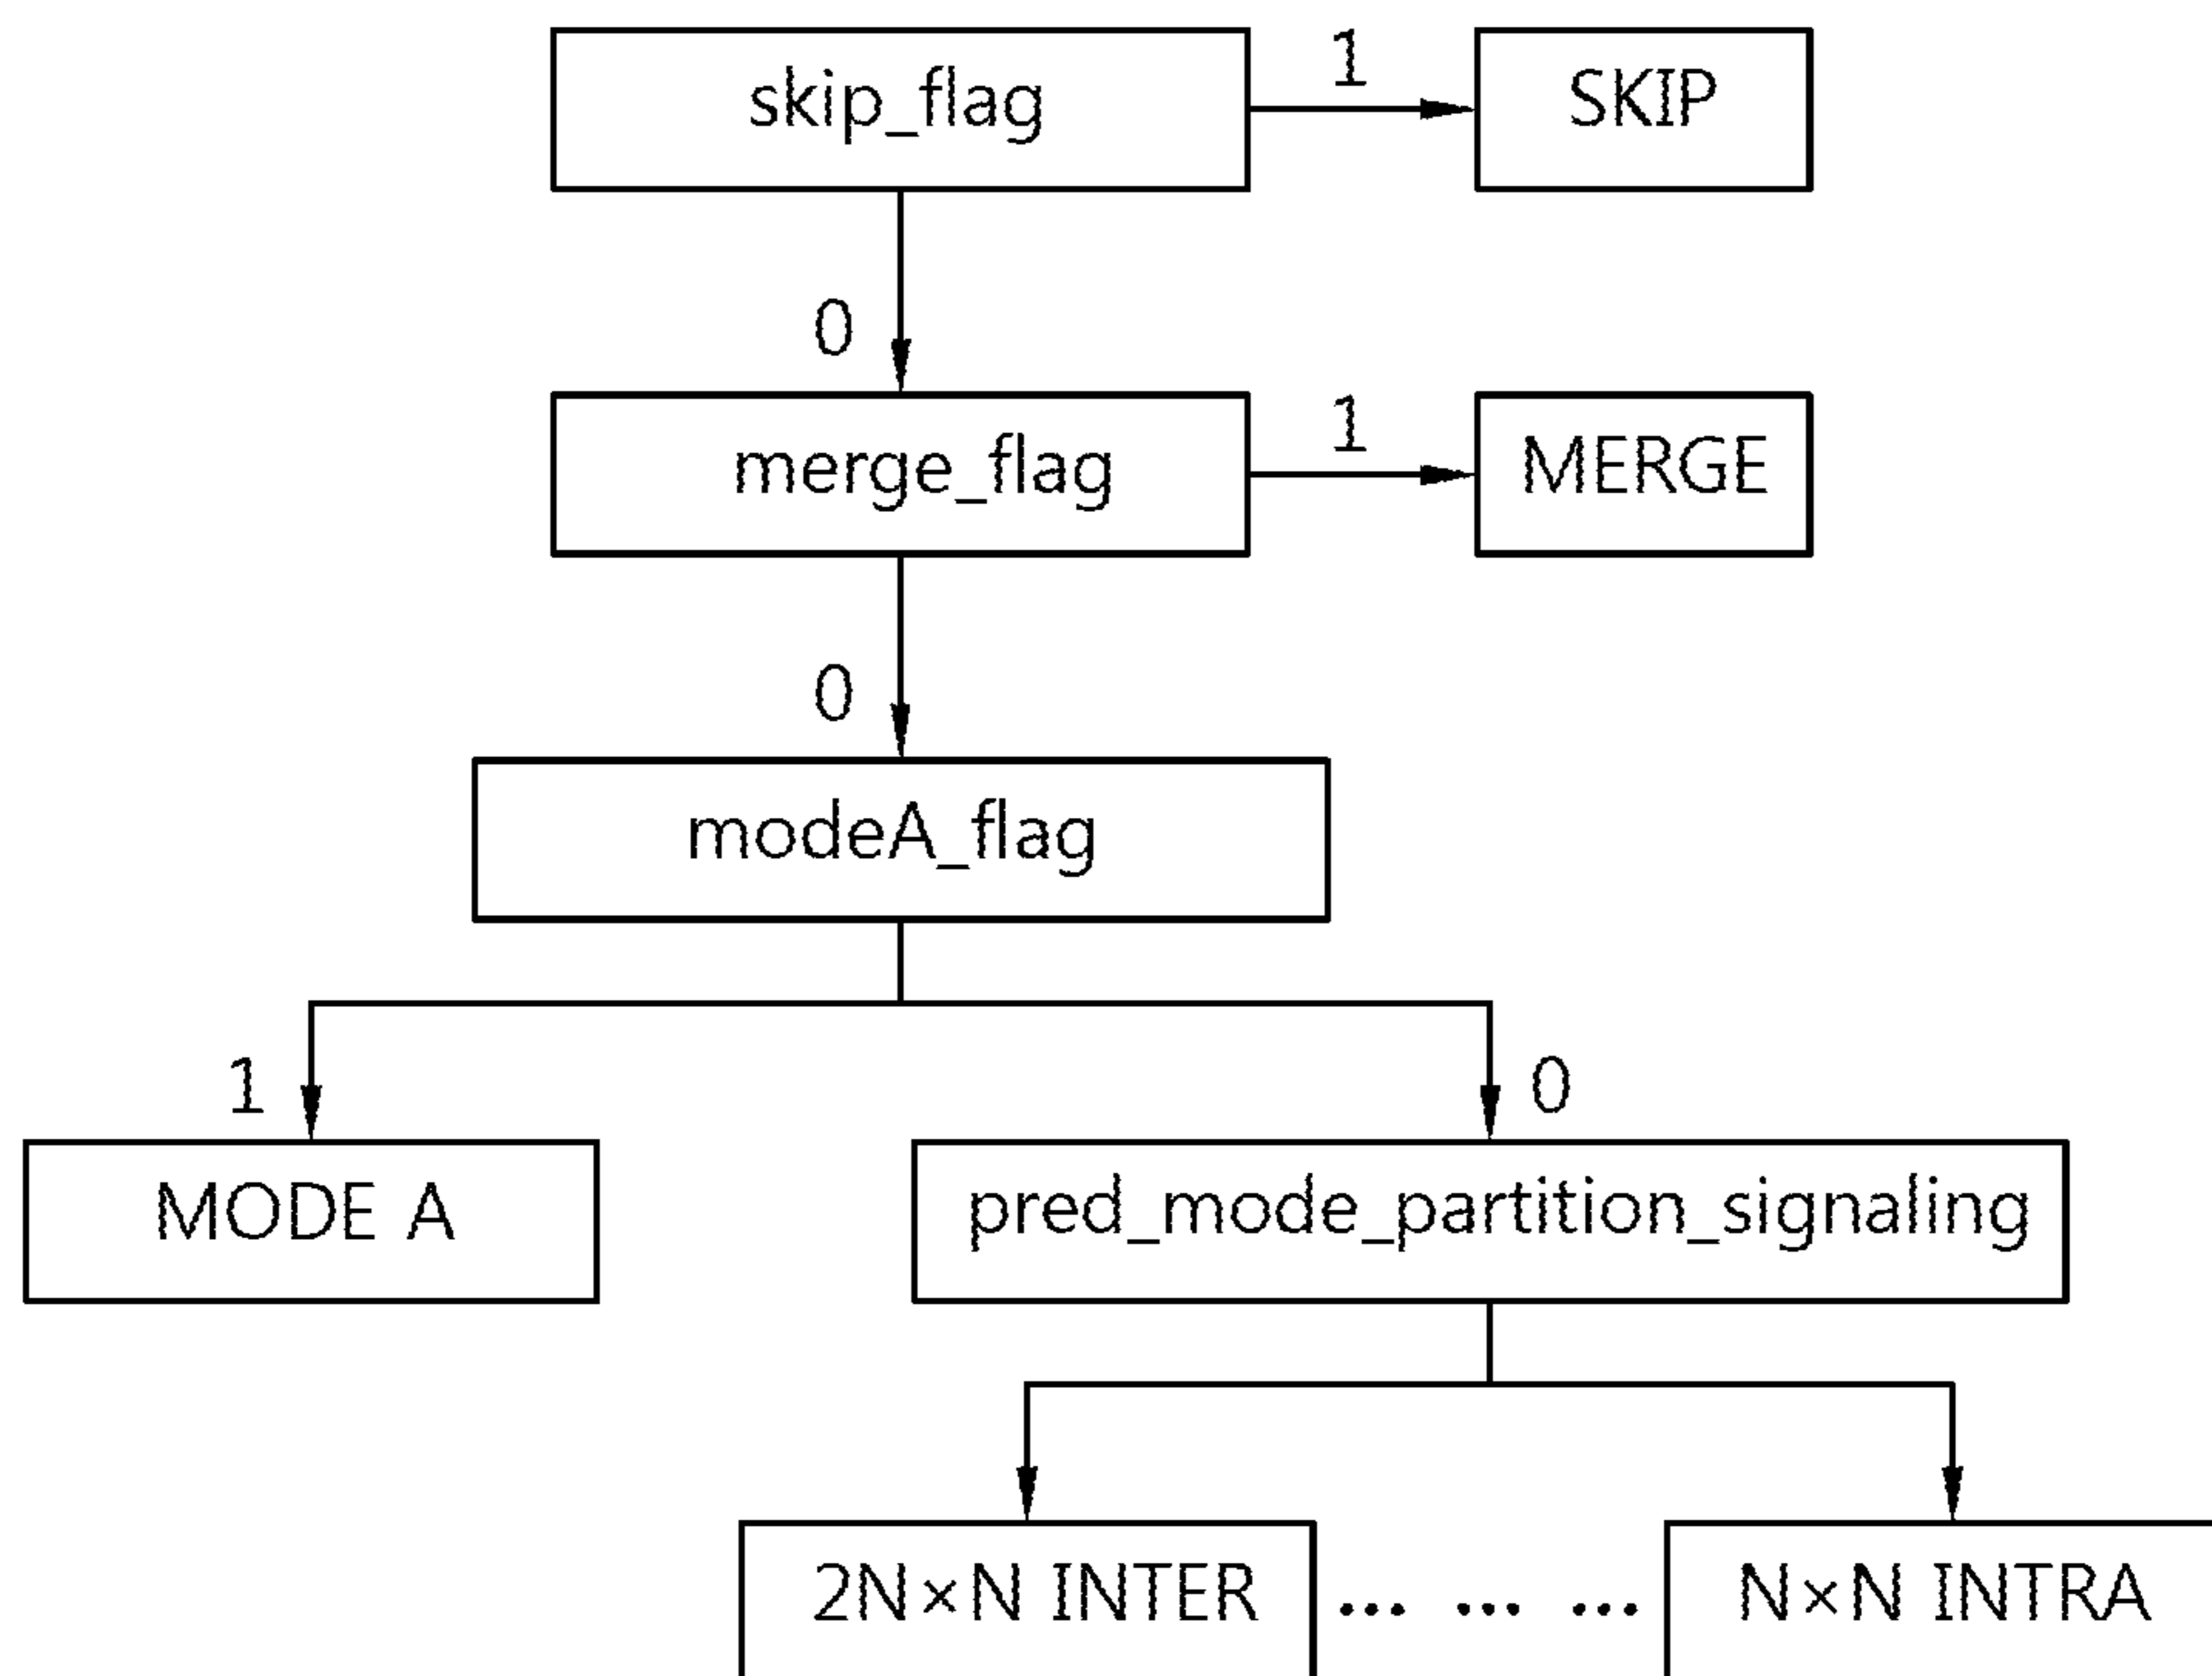 skip_flag
1
SKIP
0
merge_flag
1
MERGE
0
modeA_flag
1
0
MODE A
pred_mode_partition_signaling
2N×N INTER
... ... ...
N×N INTRA